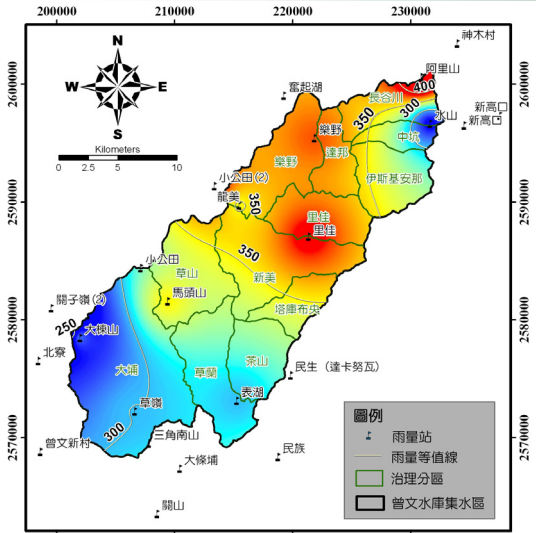 200000 210000 220000 230000
2600000
2590000
2580000
2570000
2600000
2590000
2580000
2570000
N
W E
S
Kilometers
0 2.5 5 10
神木村
阿里山
400
奮起湖
長谷川
300
350
水山
新高口
新高口
中坑
樂野
達邦
樂野
伊斯基安那
小公田(2)
龍美
350
里佳
里佳
350
小公田
草山
新美
馬頭山
塔庫布央
關子嶺(2)
250
大棟山
北寮
大埔
草蘭
茶山
民生(達卡努瓦)
表湖
草嶺
300
三角南山
曾文新村
大條埔
民族
關山
圖例
雨量站
雨量等值線
治理分區
曾文水庫集水區